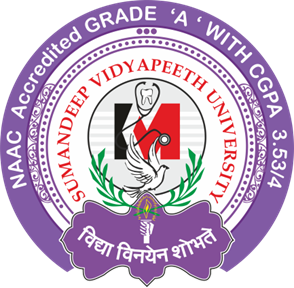 NAAC Accredited GRADE 'A' WITH CGPA 3.53/4
SUMANDEEP VIDYAPEETH UNIVERSITY
विद्या विनयेन शोभते